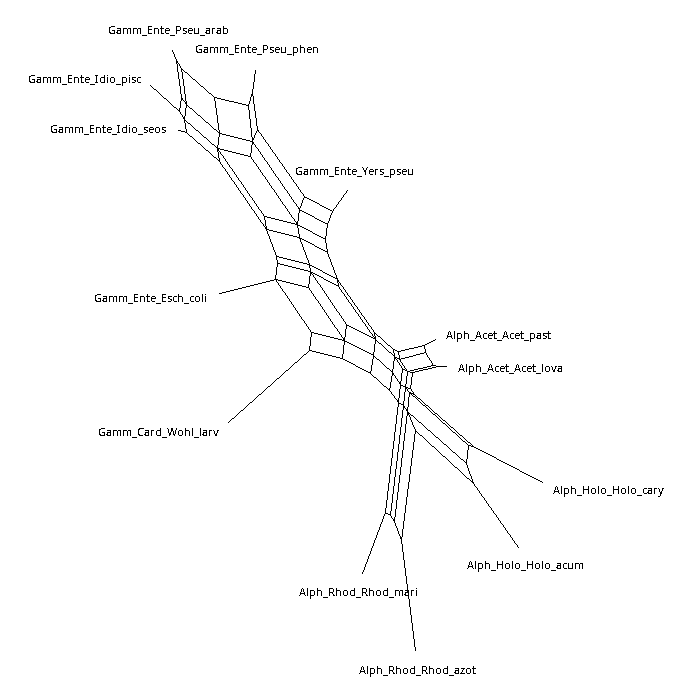 Gamm_Ente_Pseu_arab
Gamm_Ente_Pseu_phen
Gamm_Ente_Idio_pisc
Gamm_Ente_Idio_seos
Gamm_Ente_Yers_pseu
Gamm_Ente_Esch_coli
Alph_Acet_Acet_past
Alph_Acet_Acet_lova
Gamm_Card_Wohl_larv
Alph_Holo_Holo_cary
Alph_Holo_Holo_acum
Alph_Rhod_Rhod_mari
Alph_Rhod_Rhod_azot